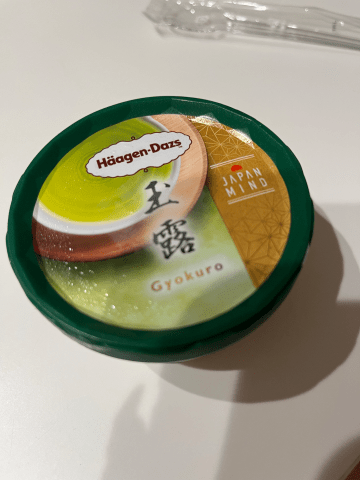 Häagen-Dazs
JAPAN
MIND
玉露
Gyokuro